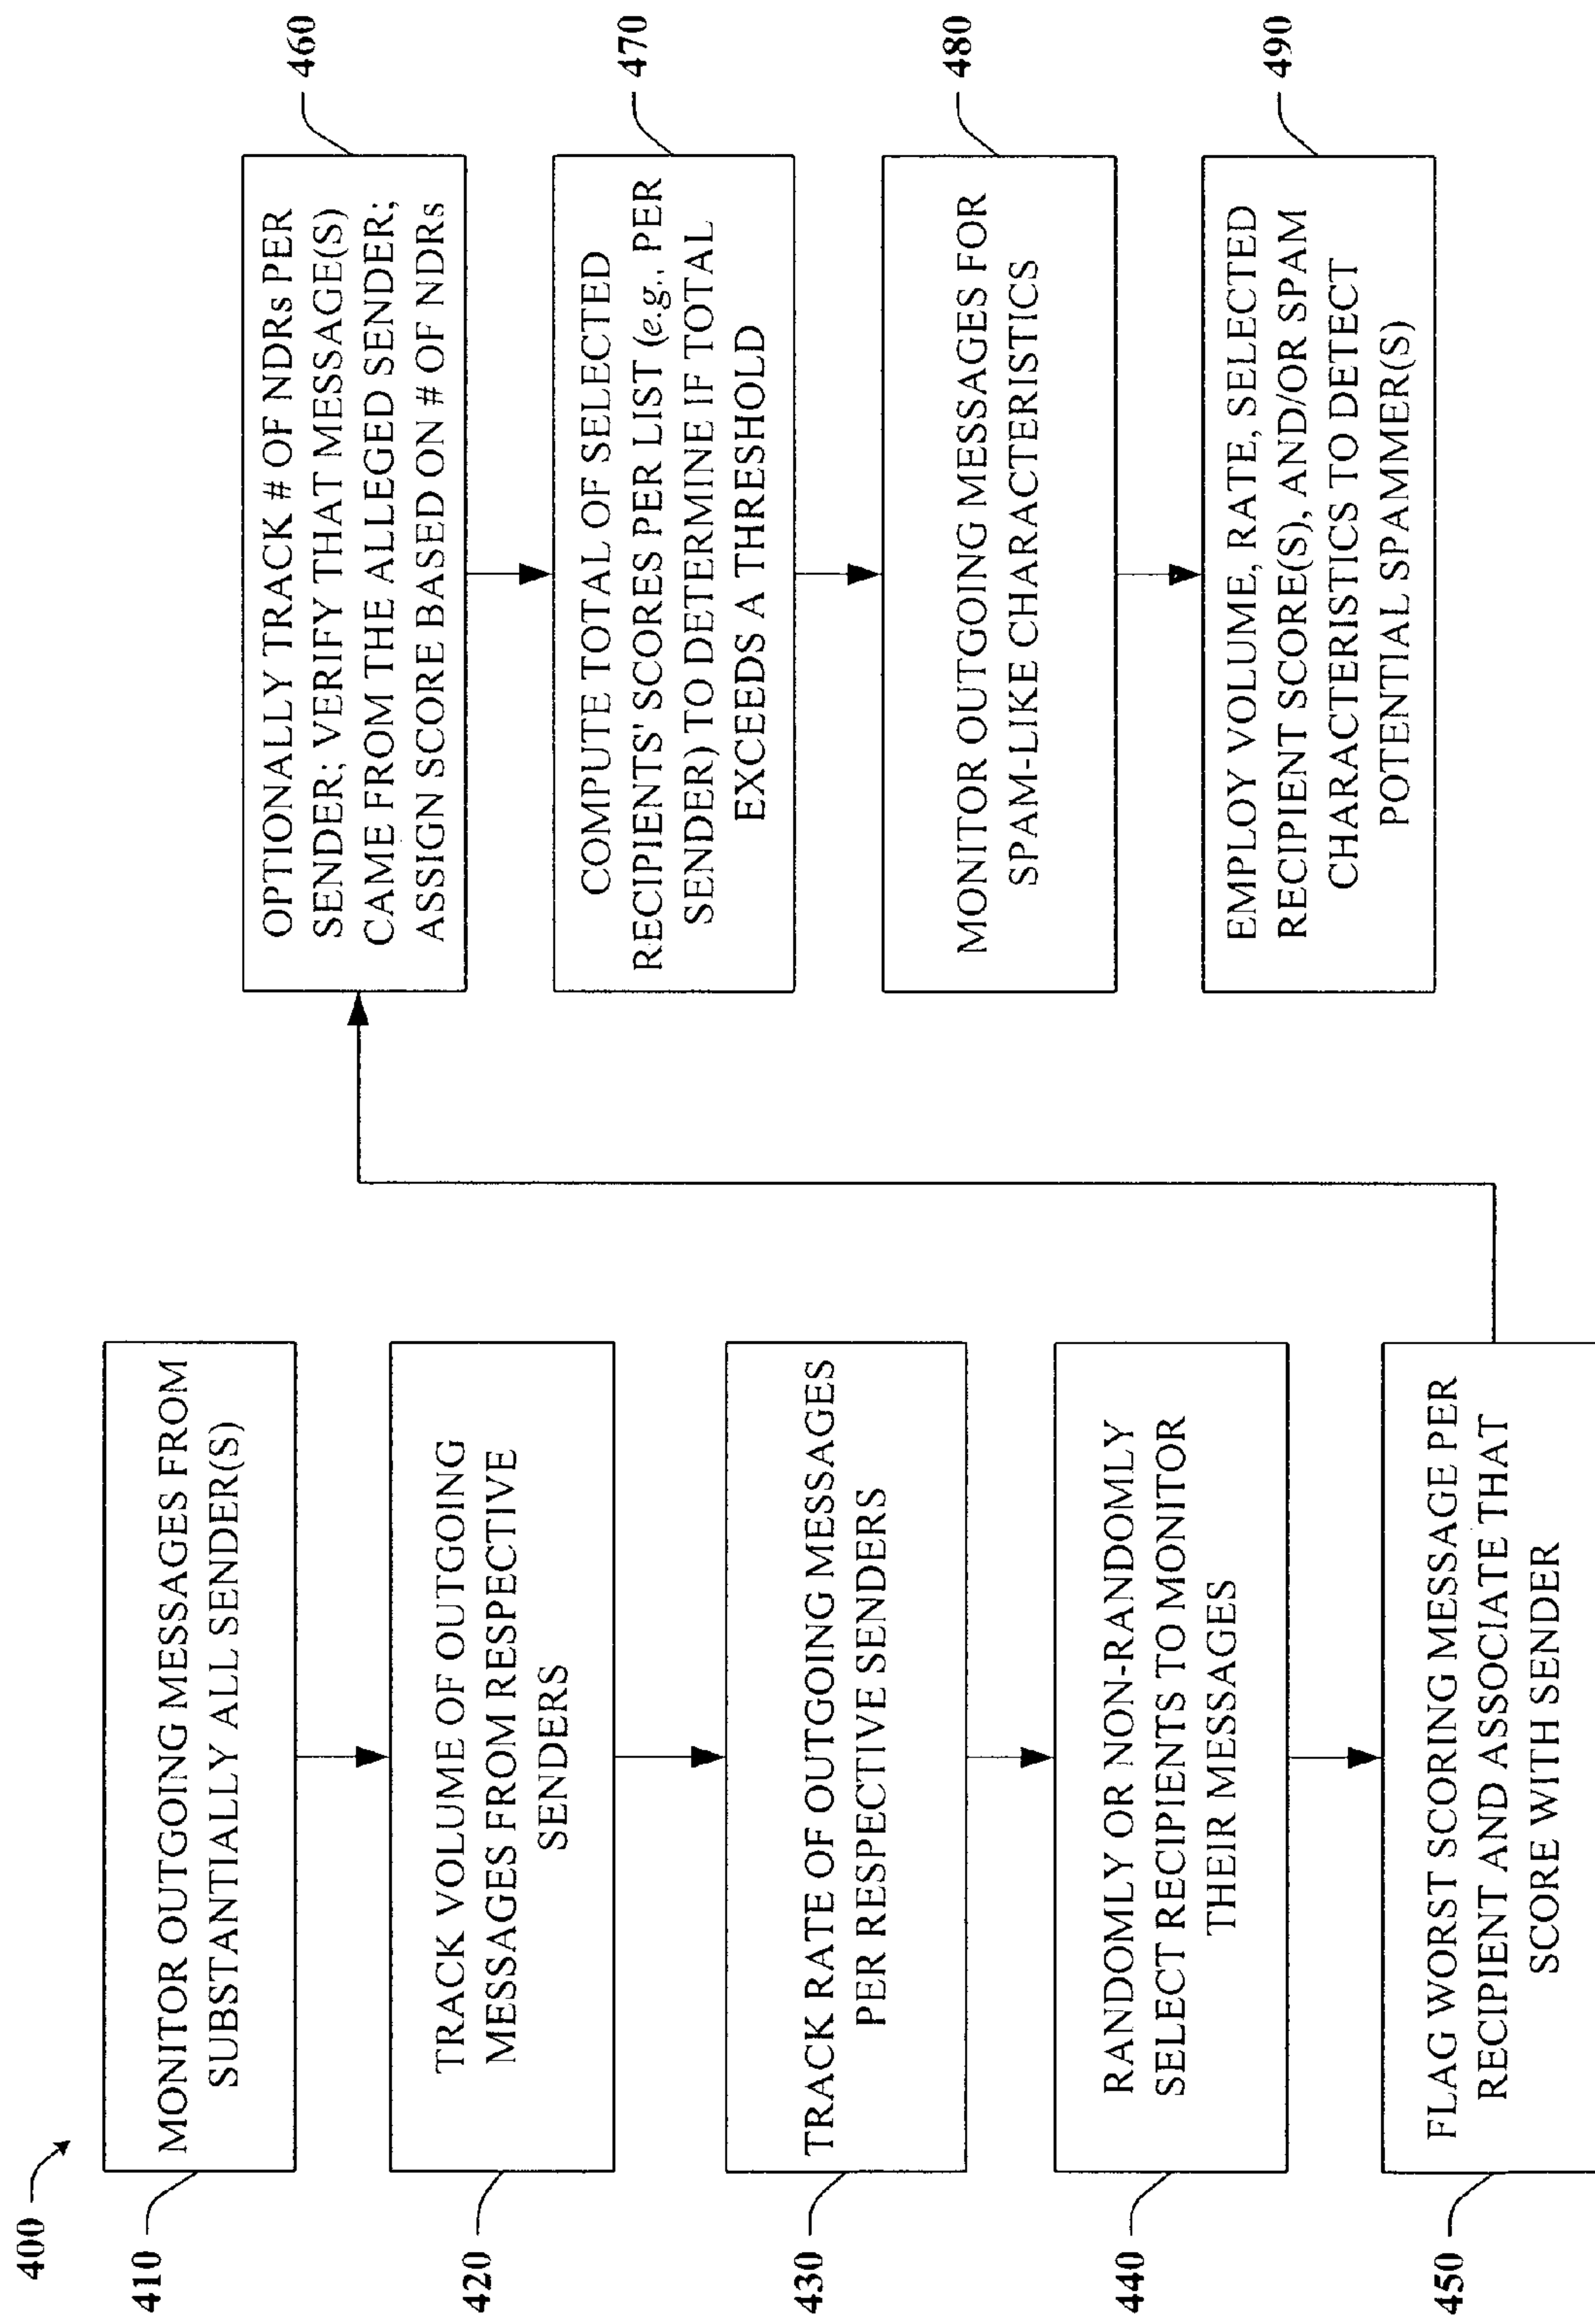 400
410
MONITOR OUTGOING MESSAGES FROM
SUBSTANTIALLY ALL SENDER(S)
420
TRACK VOLUME OF OUTGOING
MESSAGES FROM RESPECTIVE
SENDERS
430
TRACK RATE OF OUTGOING MESSAGES
PER RESPECTIVE SENDERS
440
RANDOMLY OR NON-RANDOMLY
SELECT RECIPIENTS TO MONITOR
THEIR MESSAGES
450
FLAG WORST SCORING MESSAGE PER
RECIPIENT AND ASSOCIATE THAT
SCORE WITH SENDER
460
OPTIONALLY TRACK # OF NDRs PER
SENDER; VERIFY THAT MESSAGE(S)
CAME FROM THE ALLEGED SENDER;
ASSIGN SCORE BASED ON # OF NDRs
470
COMPUTE TOTAL OF SELECTED
RECIPIENTS' SCORES PER LIST (e.g., PER
SENDER) TO DETERMINE IF TOTAL
EXCEEDS A THRESHOLD
480
MONITOR OUTGOING MESSAGES FOR
SPAM-LIKE CHARACTERISTICS
490
EMPLOY VOLUME, RATE, SELECTED
RECIPIENT SCORE(S), AND/OR SPAM
CHARACTERISTICS TO DETECT
POTENTIAL SPAMMER(S)